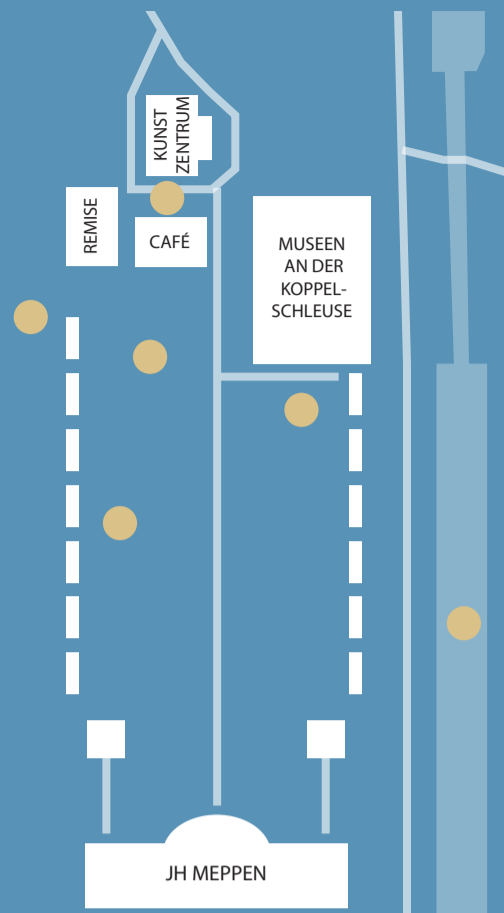 KUNST
ZENTRUM
REMISE
CAFÉ
MUSEEN
AN DER
KOPPEL-
SCHLEUSE
JH MEPPEN